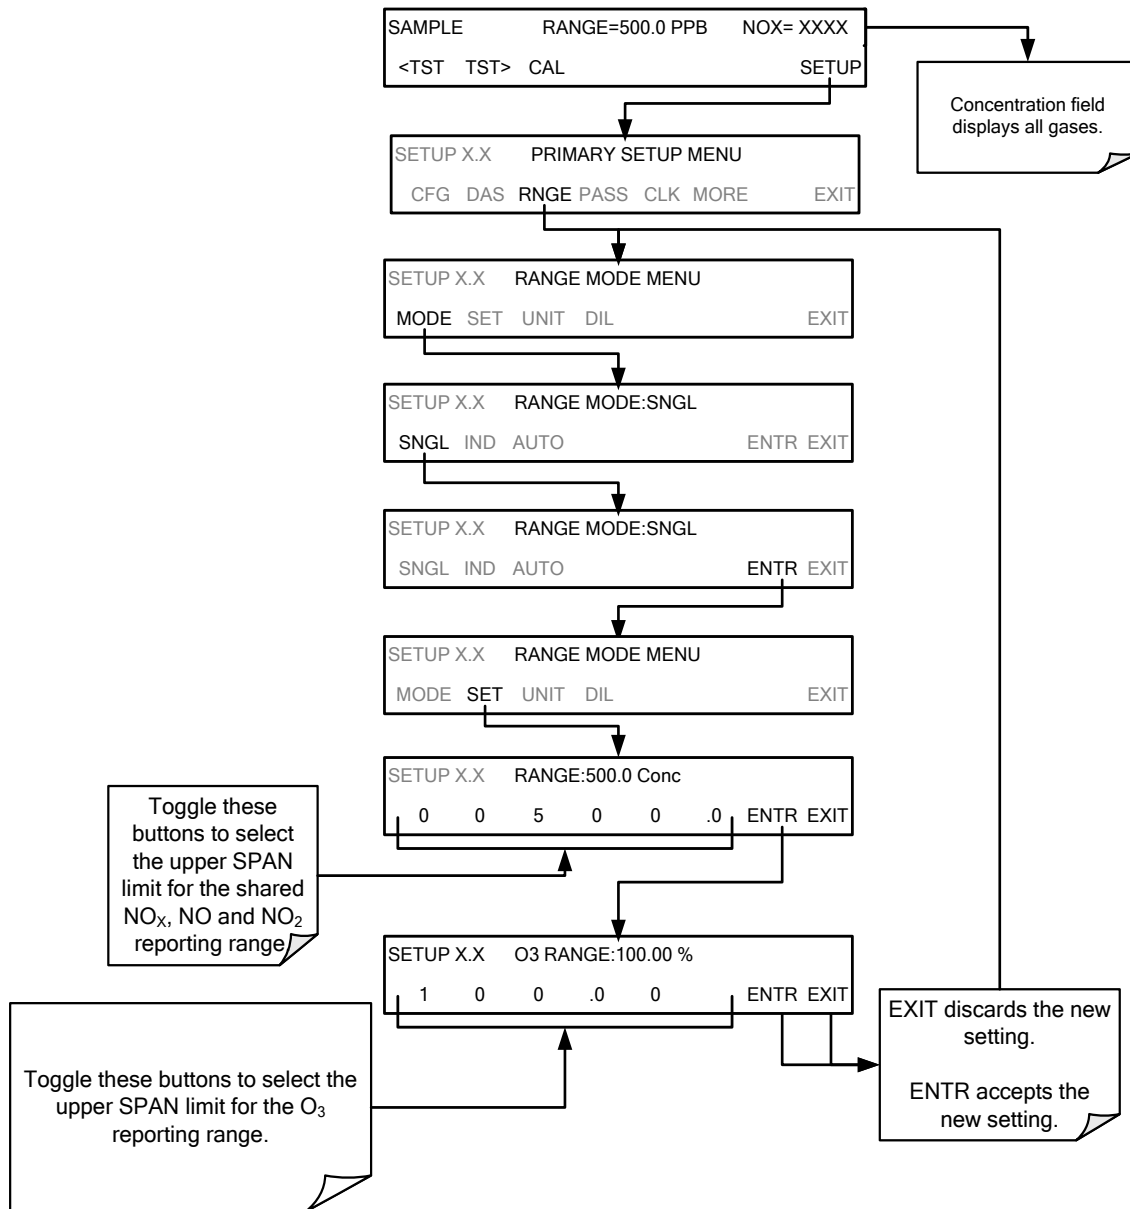 SAMPLE RANGE=500.0 PPB NOX= XXXX
<TST TST> CAL SETUP
Concentration field
displays all gases.
SETUP X.X PRIMARY SETUP MENU
CFG DAS RNGE PASS CLK MORE EXIT
SETUP X.X RANGE MODE MENU
MODE SET UNIT DIL EXIT
SETUP X.X RANGE MODE:SNGL
SNGL IND AUTO ENTR EXIT
SETUP X.X RANGE MODE:SNGL
SNGL IND AUTO ENTR EXIT
SETUP X.X RANGE MODE MENU
MODE SET UNIT DIL EXIT
SETUP X.X RANGE:500.0 Conc
0 0 5 0 0 .0 ENTR EXIT
Toggle these
buttons to select
the upper SPAN
limit for the shared
NOX, NO and NO2
reporting range.
SETUP X.X O3 RANGE:100.00 %
1 0 0 .0 0 ENTR EXIT
Toggle these buttons to select the
upper SPAN limit for the O3
reporting range.
EXIT discards the new
setting.
ENTR accepts the
new setting.